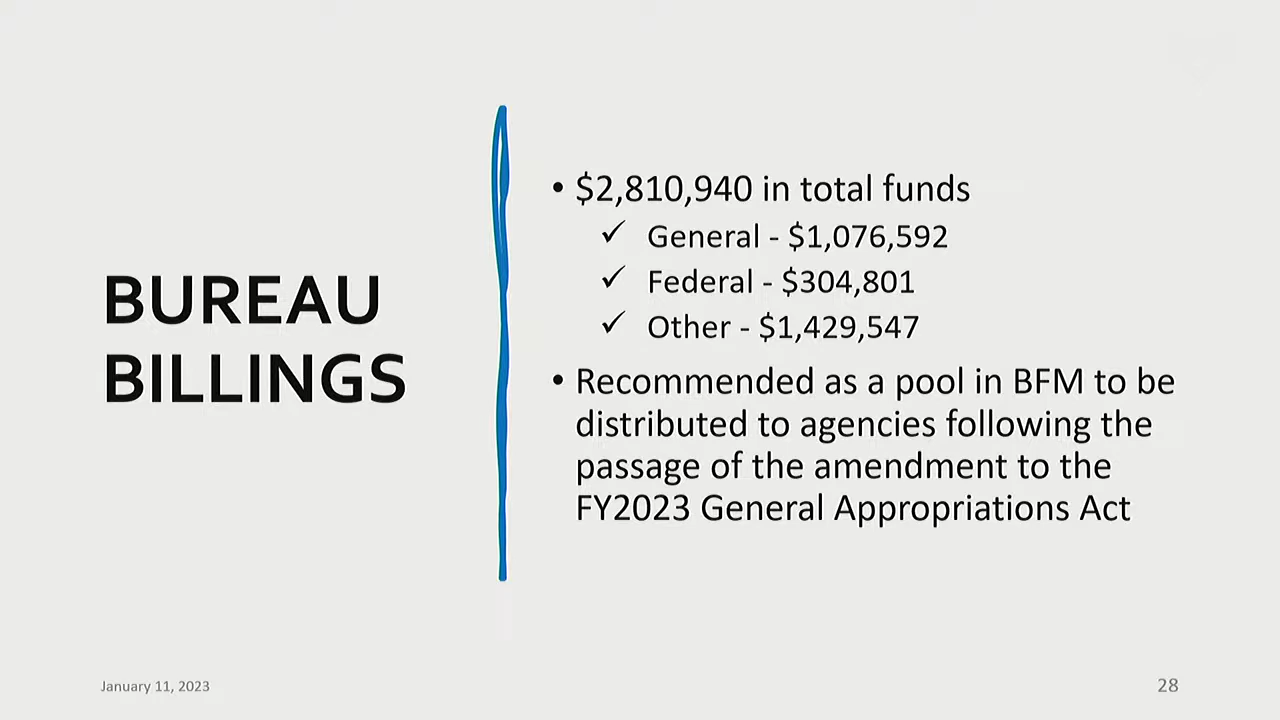 BUREAU
BILLINGS
• $2,810,940 in total funds
✓ General - $1,076,592
✓ Federal - $304,801
✓ Other - $1,429,547
• Recommended as a pool in BFM to be
distributed to agencies following the
passage of the amendment to the
FY2023 General Appropriations Act
January 11, 2023
28